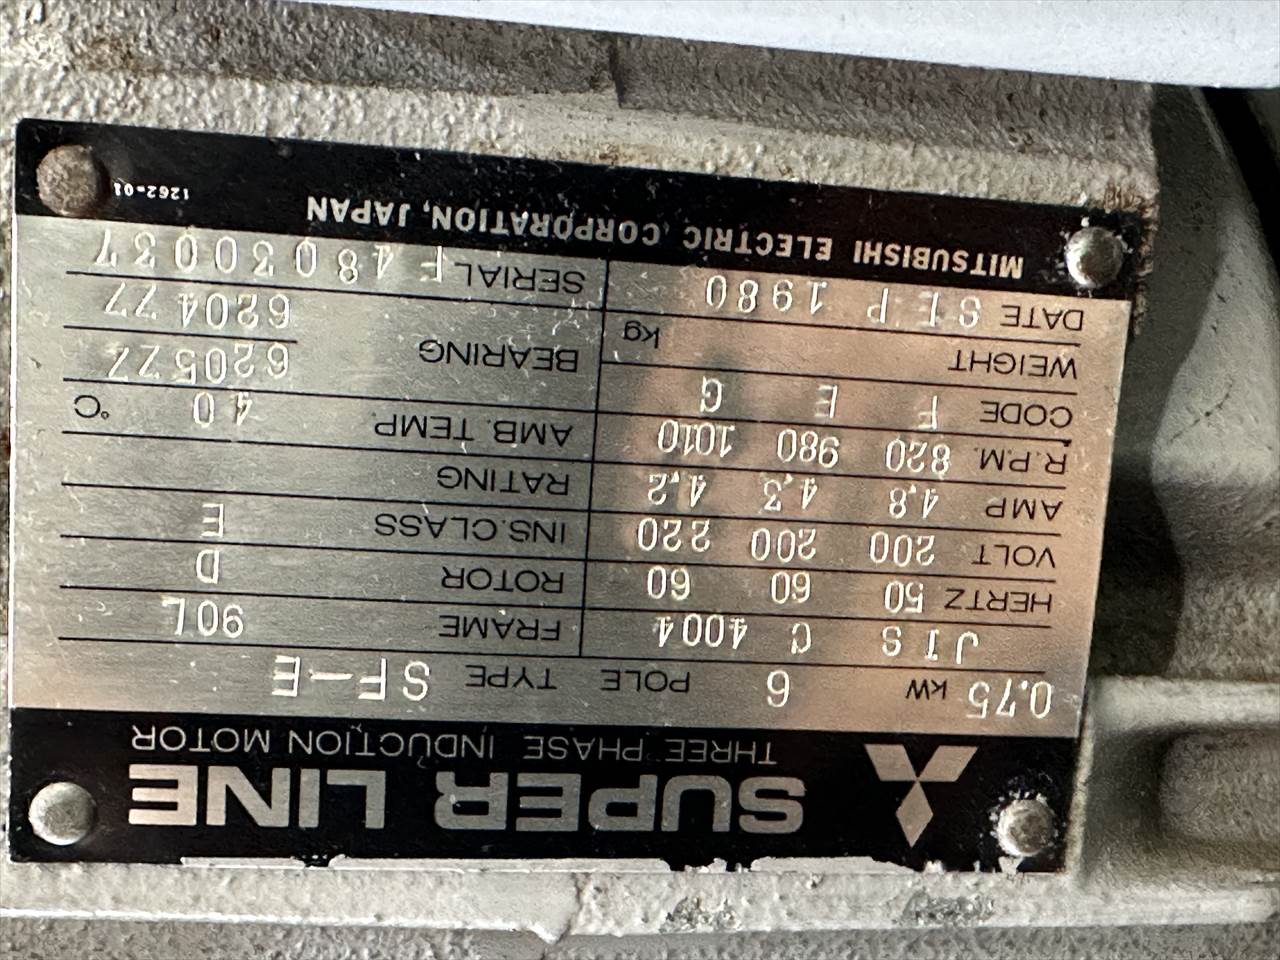 SUPER LINE
THREE PHASE INDUCTION MOTOR
0.75 kW 6 POLE TYPE SF-E
JIS C 4004 FRAME 90L
HERTZ 50 60 60 ROTOR D
VOLT 200 200 220 INS.CLASS E
AMP 4.8 4.3 4.2 RATING
R.P.M. 820 980 1010 AMB. TEMP 40 °C
CODE F E G BEARING 6205ZZ
WEIGHT kg 6204ZZ
DATE SEP 1980 SERIAL F48030037
MITSUBISHI ELECTRIC CORPORATION, JAPAN 1262-01